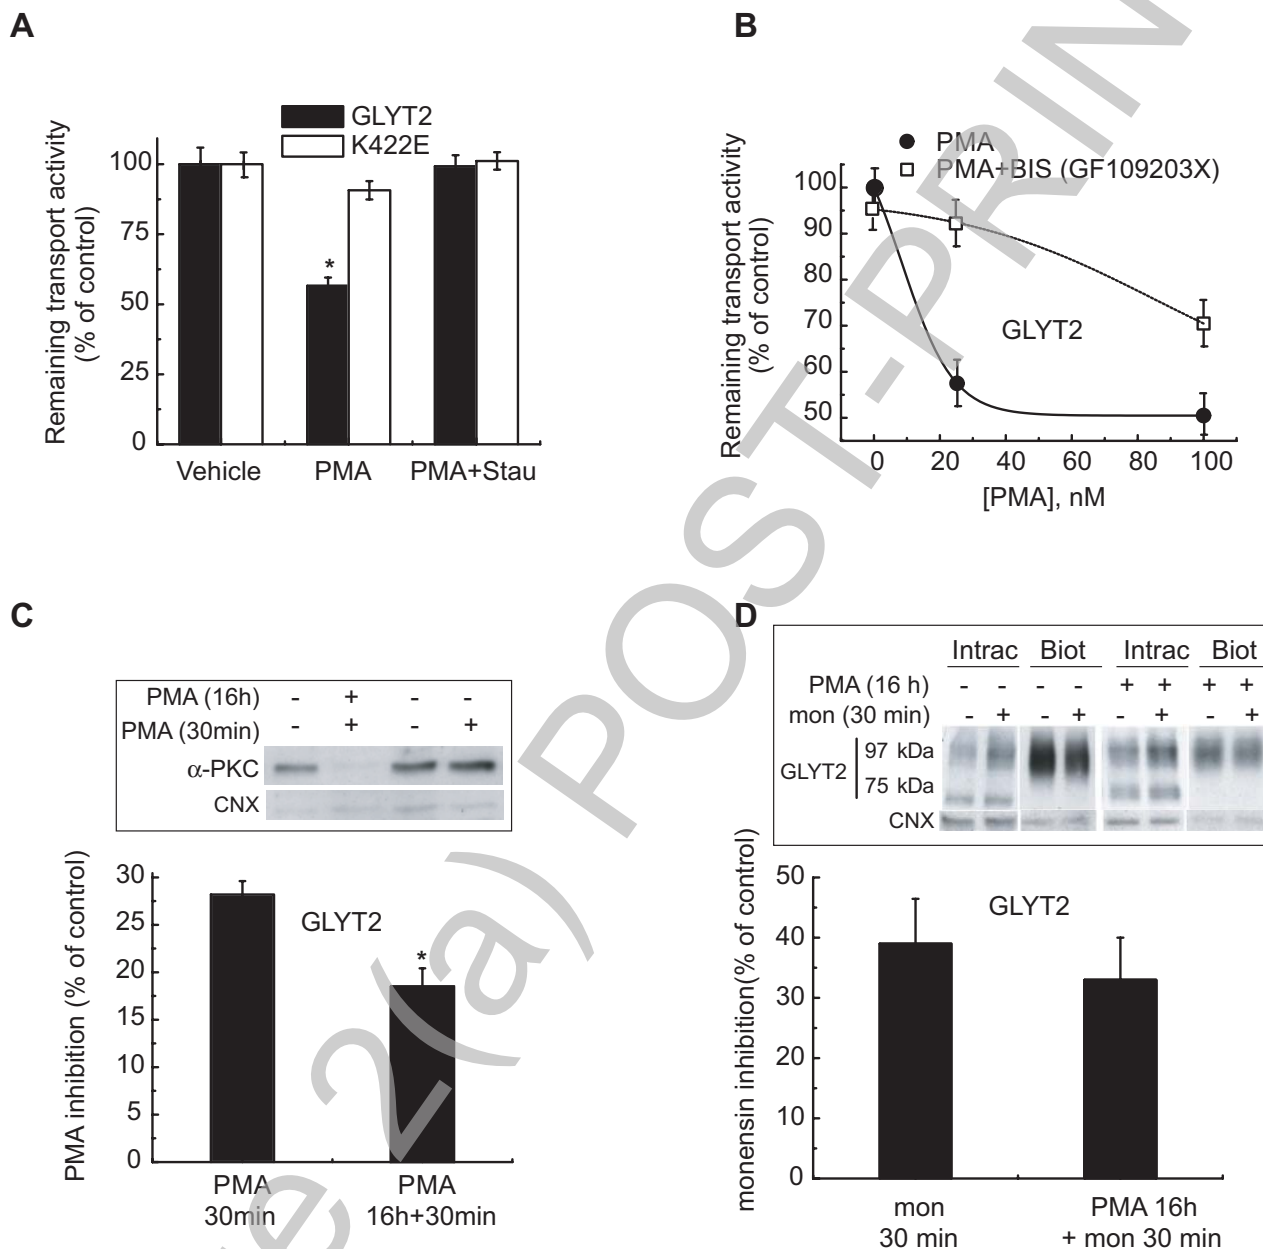 A
GLYT2
K422E
Remaining transport activity
(% of control)
100
75
50
25
0
Vehicle
PMA
PMA+Stau
*
B
PMA
PMA+BIS (GF109203X)
Remaining transport activity
(% of control)
100
90
80
70
60
50
GLYT2
0 20 40 60 80 100
[PMA], nM
C
PMA (16h) - + - -
PMA (30min) - + - +
α-PKC
CNX
PMA inhibition (% of control)
30
25
20
15
10
5
0
GLYT2
*
PMA
30min
PMA
16h+30min
D
Intrac Biot Intrac Biot
PMA (16 h) - - - - + + + +
mon (30 min) - + - + - + - +
GLYT2
97 kDa
75 kDa
CNX
monensin inhibition(% of control)
50
40
30
20
10
0
GLYT2
mon
30 min
PMA 16h
+ mon 30 min
e 2(a) POST-PRIN